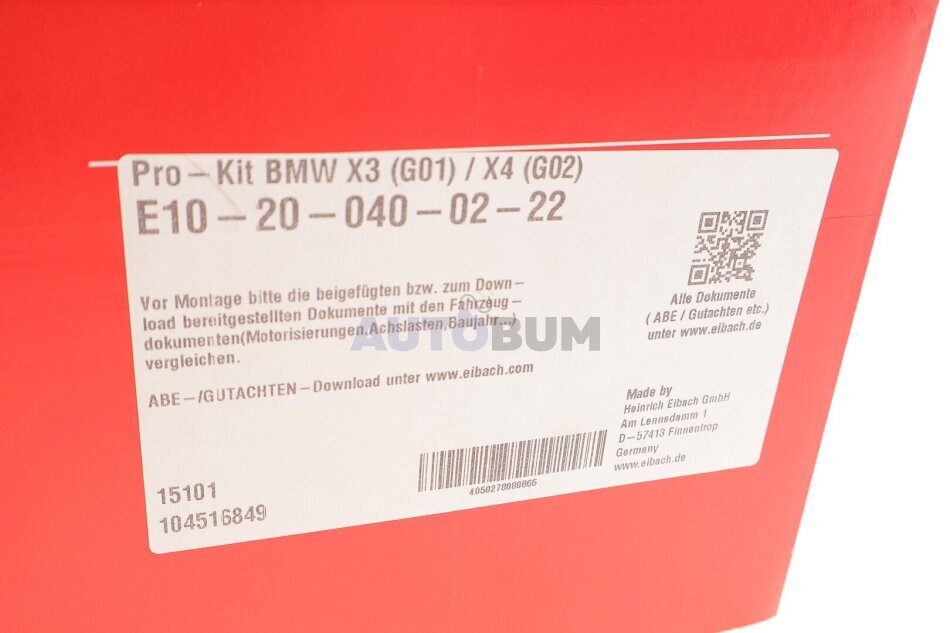 Pro-Kit BMW X3 (G01) / X4 (G02)
E10-20-040-02-22
Vor Montage bitte die beigefügten bzw. zum Down-
load bereitgestellten Dokumente mit den Fahrzeug-
dokumenten(Motorisierungen,Achslasten,Baujahr...)
vergleichen.
ABE-/GUTACHTEN-Download unter www.eibach.com
Alle Dokumente
( ABE / Gutachten etc.)
unter www.eibach.de
AUTOBUM
Made by
Heinrich Eibach GmbH
Am Lennedamm 1
D-57413 Finnentrop
Germany
www.eibach.de
4050278080866
15101
104516849